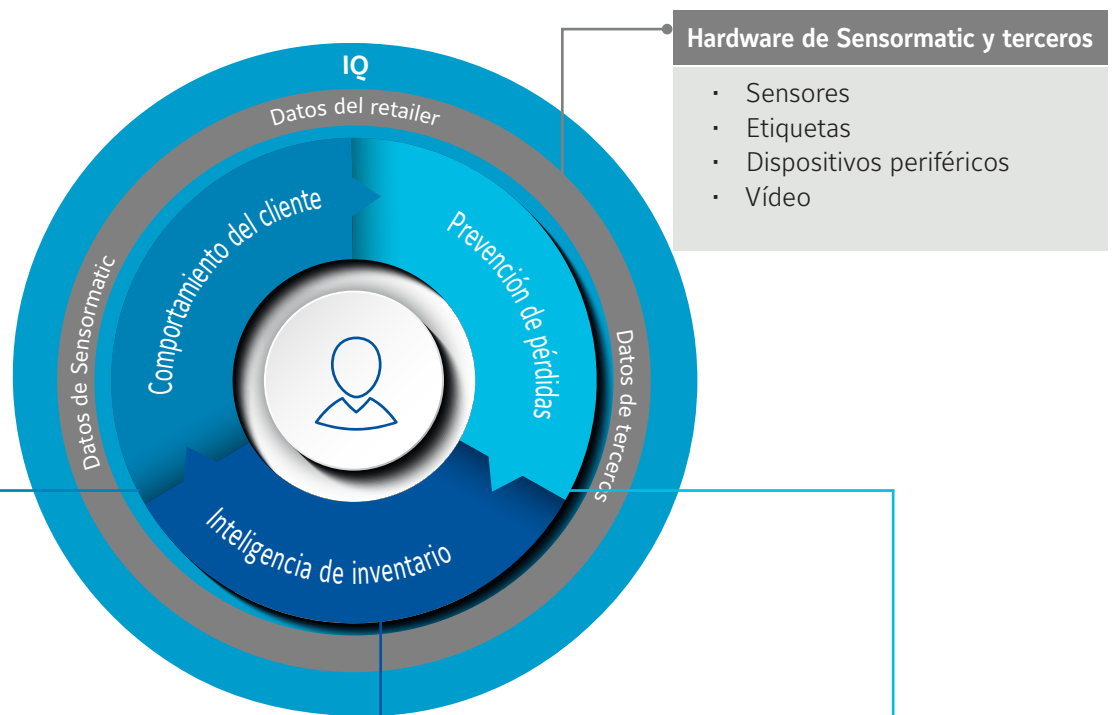 IQ
Datos del retailer
Datos de Sensormatic
Datos de terceros
Comportamiento del cliente
Prevención de pérdidas
Inteligencia de inventario
Hardware de Sensormatic y terceros
· Sensores
· Etiquetas
· Dispositivos periféricos
· Vídeo